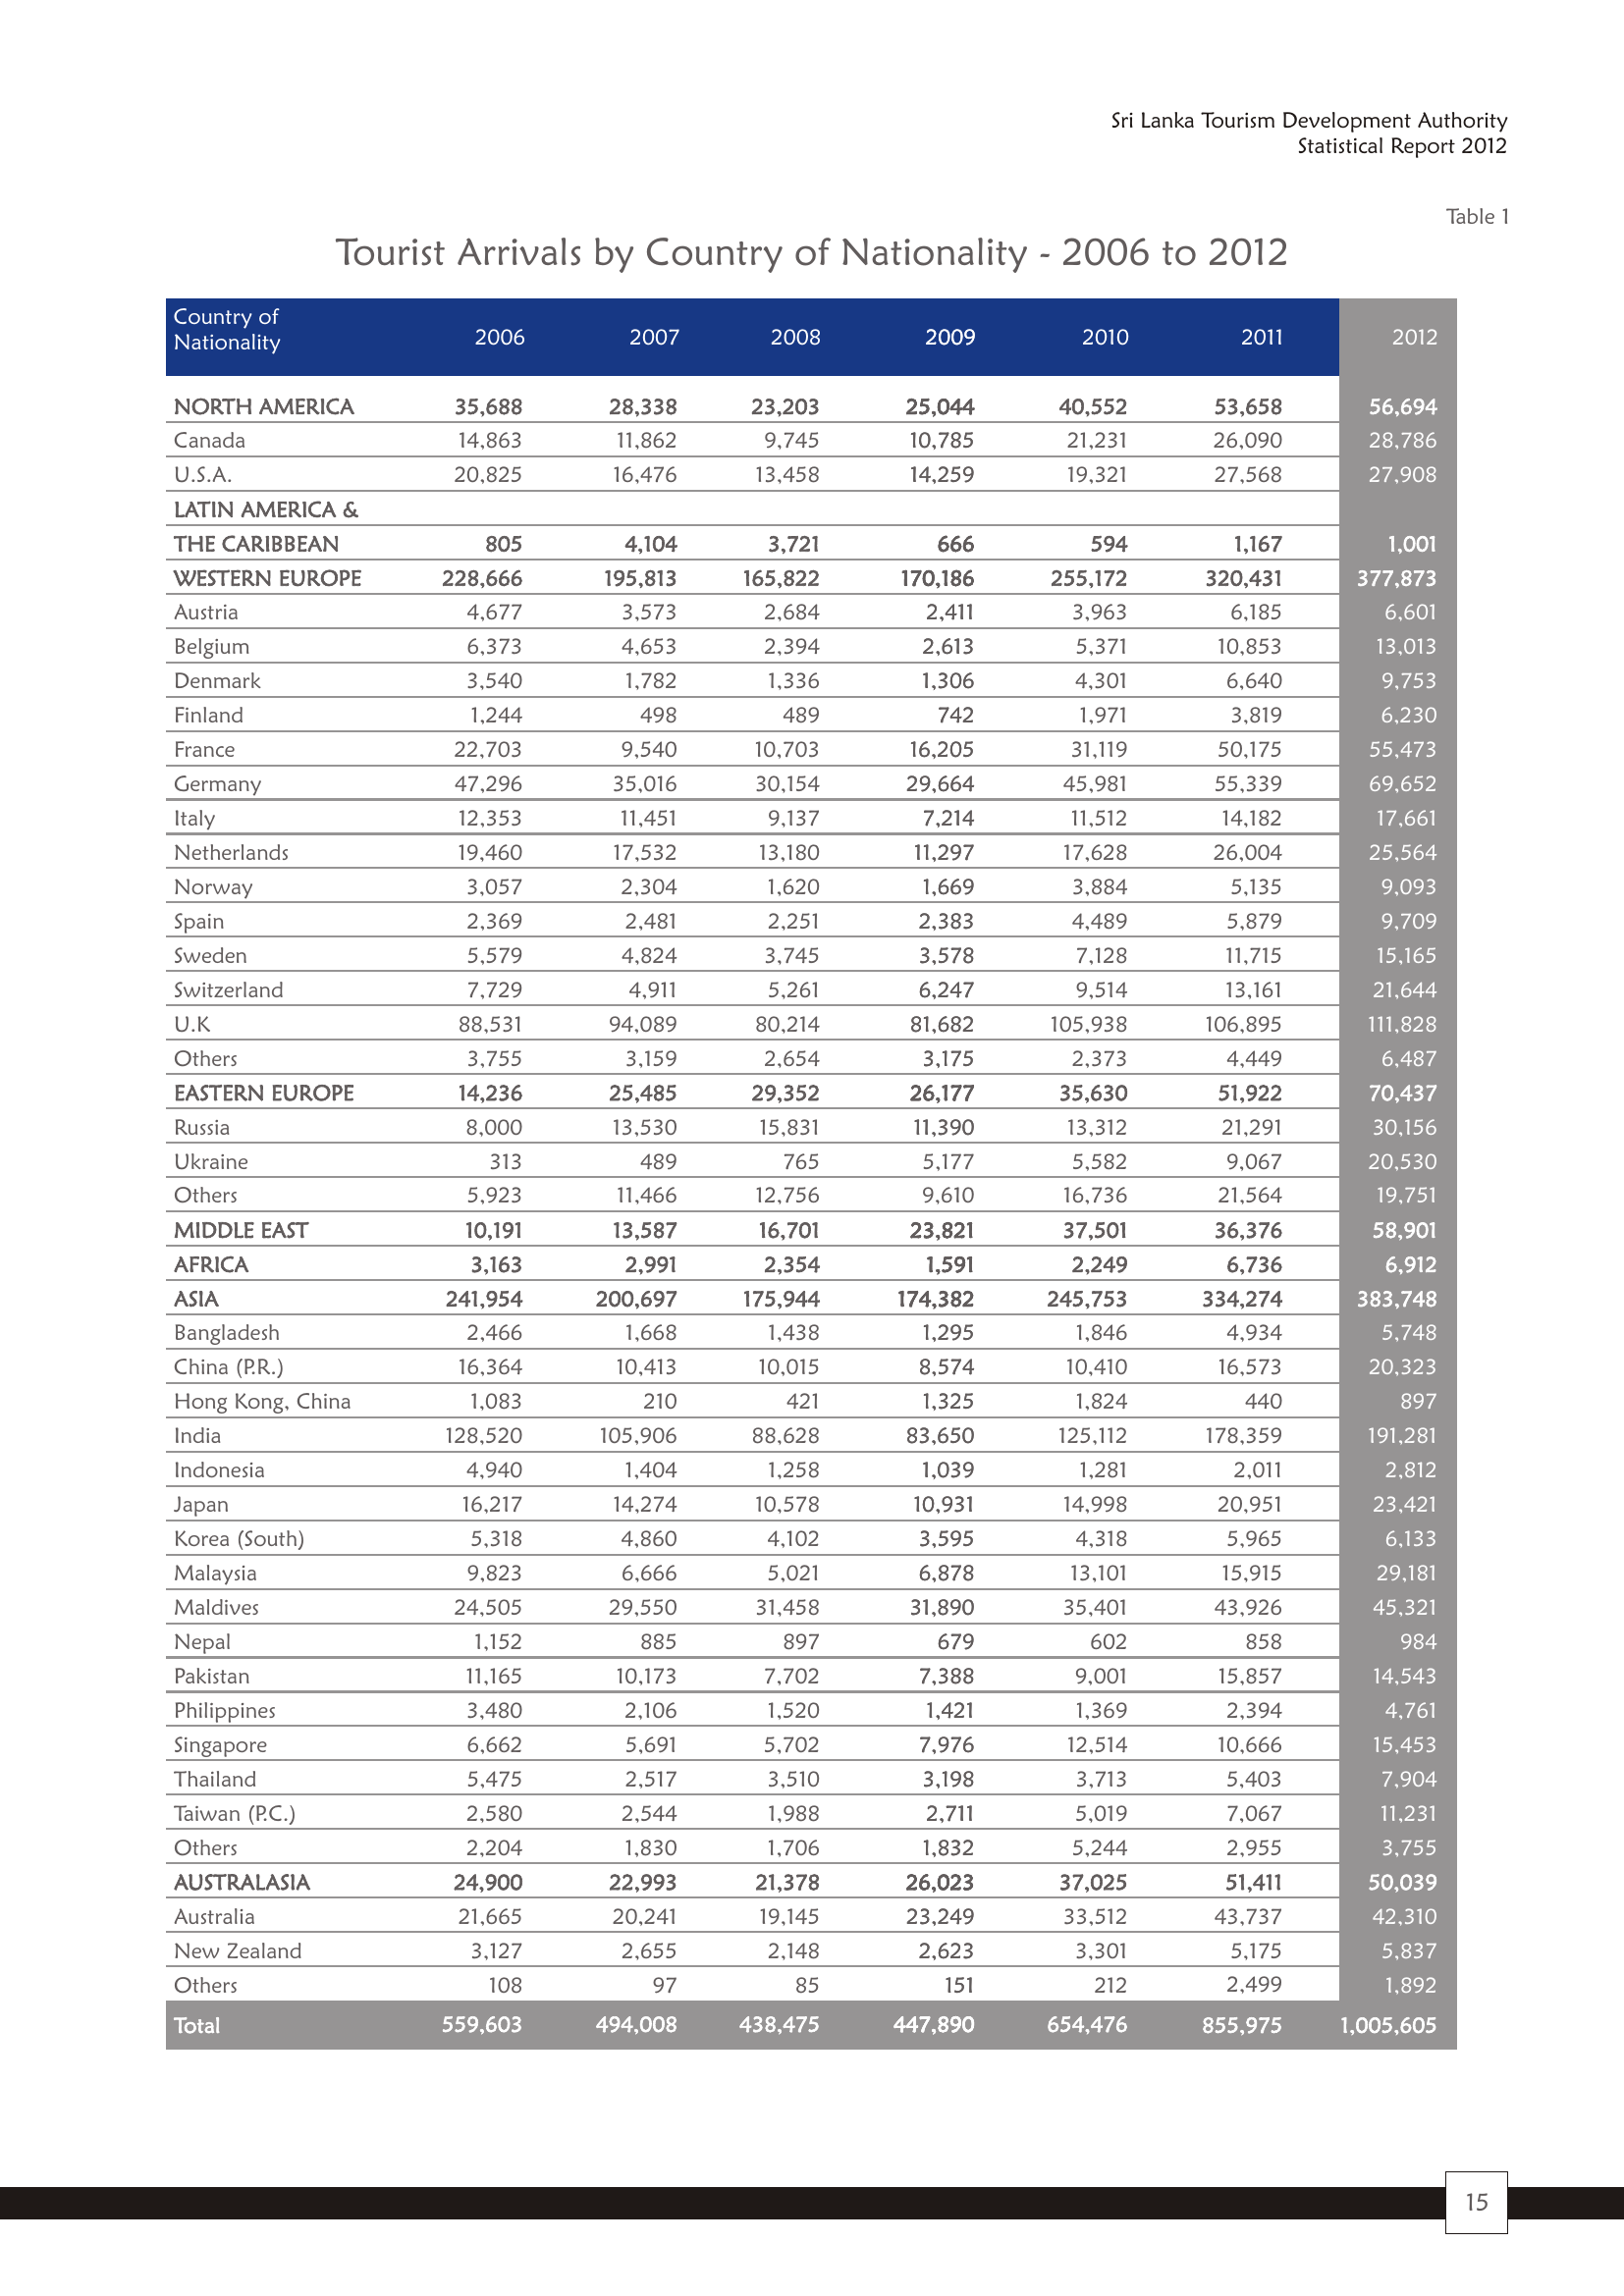 Sri Lanka Tourism Development Authority
Statistical Report 2012
Table 1
Tourist Arrivals by Country of Nationality - 2006 to 2012
Country of
Nationality 2006 2007 2008 2009 2010 2011 2012
NORTH AMERICA 35,688 28,338 23,203 25,044 40,552 53,658 56,694
Canada 14,863 11,862 9,745 10,785 21,231 26,090 28,786
U.S.A. 20,825 16,476 13,458 14,259 19,321 27,568 27,908
LATIN AMERICA &
THE CARIBBEAN 805 4,104 3,721 666 594 1,167 1,001
WESTERN EUROPE 228,666 195,813 165,822 170,186 255,172 320,431 377,873
Austria 4,677 3,573 2,684 2,411 3,963 6,185 6,601
Belgium 6,373 4,653 2,394 2,613 5,371 10,853 13,013
Denmark 3,540 1,782 1,336 1,306 4,301 6,640 9,753
Finland 1,244 498 489 742 1,971 3,819 6,230
France 22,703 9,540 10,703 16,205 31,119 50,175 55,473
Germany 47,296 35,016 30,154 29,664 45,981 55,339 69,652
Italy 12,353 11,451 9,137 7,214 11,512 14,182 17,661
Netherlands 19,460 17,532 13,180 11,297 17,628 26,004 25,564
Norway 3,057 2,304 1,620 1,669 3,884 5,135 9,093
Spain 2,369 2,481 2,251 2,383 4,489 5,879 9,709
Sweden 5,579 4,824 3,745 3,578 7,128 11,715 15,165
Switzerland 7,729 4,911 5,261 6,247 9,514 13,161 21,644
U.K 88,531 94,089 80,214 81,682 105,938 106,895 111,828
Others 3,755 3,159 2,654 3,175 2,373 4,449 6,487
EASTERN EUROPE 14,236 25,485 29,352 26,177 35,630 51,922 70,437
Russia 8,000 13,530 15,831 11,390 13,312 21,291 30,156
Ukraine 313 489 765 5,177 5,582 9,067 20,530
Others 5,923 11,466 12,756 9,610 16,736 21,564 19,751
MIDDLE EAST 10,191 13,587 16,701 23,821 37,501 36,376 58,901
AFRICA 3,163 2,991 2,354 1,591 2,249 6,736 6,912
ASIA 241,954 200,697 175,944 174,382 245,753 334,274 383,748
Bangladesh 2,466 1,668 1,438 1,295 1,846 4,934 5,748
China (P.R.) 16,364 10,413 10,015 8,574 10,410 16,573 20,323
Hong Kong, China 1,083 210 421 1,325 1,824 440 897
India 128,520 105,906 88,628 83,650 125,112 178,359 191,281
Indonesia 4,940 1,404 1,258 1,039 1,281 2,011 2,812
Japan 16,217 14,274 10,578 10,931 14,998 20,951 23,421
Korea (South) 5,318 4,860 4,102 3,595 4,318 5,965 6,133
Malaysia 9,823 6,666 5,021 6,878 13,101 15,915 29,181
Maldives 24,505 29,550 31,458 31,890 35,401 43,926 45,321
Nepal 1,152 885 897 679 602 858 984
Pakistan 11,165 10,173 7,702 7,388 9,001 15,857 14,543
Philippines 3,480 2,106 1,520 1,421 1,369 2,394 4,761
Singapore 6,662 5,691 5,702 7,976 12,514 10,666 15,453
Thailand 5,475 2,517 3,510 3,198 3,713 5,403 7,904
Taiwan (P.C.) 2,580 2,544 1,988 2,711 5,019 7,067 11,231
Others 2,204 1,830 1,706 1,832 5,244 2,955 3,755
AUSTRALASIA 24,900 22,993 21,378 26,023 37,025 51,411 50,039
Australia 21,665 20,241 19,145 23,249 33,512 43,737 42,310
New Zealand 3,127 2,655 2,148 2,623 3,301 5,175 5,837
Others 108 97 85 151 212 2,499 1,892
Total 559,603 494,008 438,475 447,890 654,476 855,975 1,005,605
15